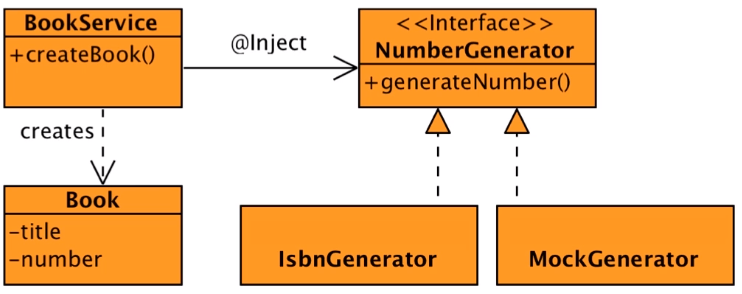 BookService
+createBook()
@Inject
<<Interface>>
NumberGenerator
+generateNumber()
creates
Book
-title
-number
IsbnGenerator
MockGenerator